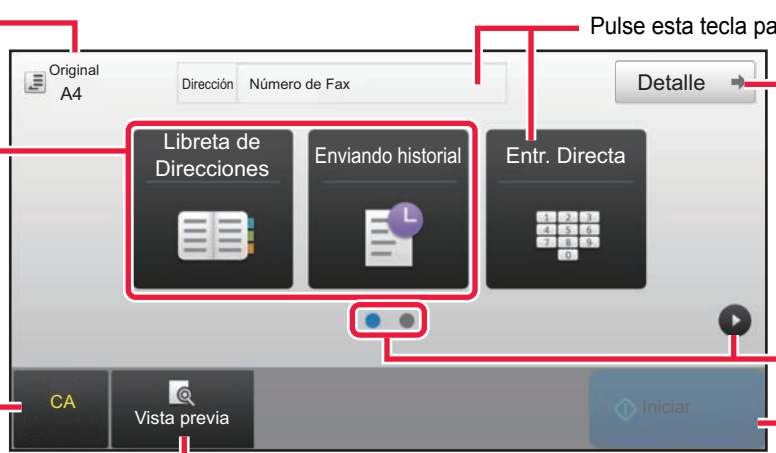 Pulse esta tecla pa
Original
A4
Dirección Número de Fax
Detalle
Libreta de
Direcciones
Enviando historial
Entr. Directa
1 2 3
4 5 6
7 8 9
0
CA
Vista previa
Iniciar